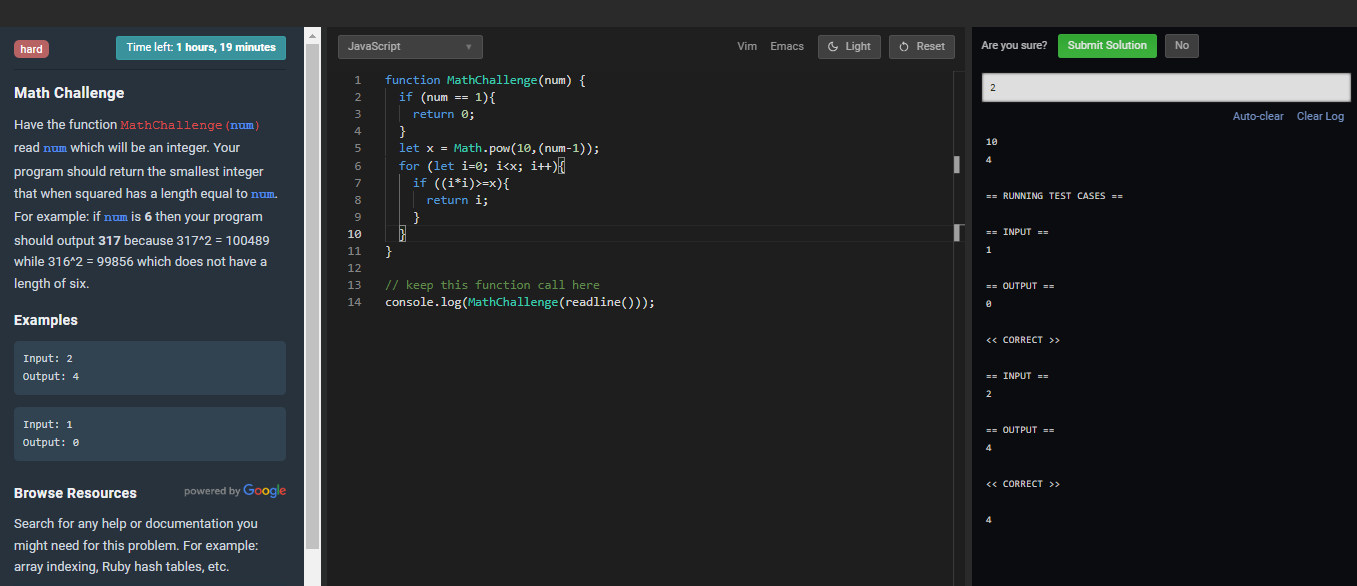 hard
Time left: 1 hours, 19 minutes
Math Challenge
Have the function MathChallenge(num)
read num which will be an integer. Your
program should return the smallest integer
that when squared has a length equal to num.
For example: if num is 6 then your program
should output 317 because 317^2 = 100489
while 316^2 = 99856 which does not have a
length of six.
Examples
Input: 2
Output: 4
Input: 1
Output: 0
Browse Resources
powered by Google
Search for any help or documentation you
might need for this problem. For example:
array indexing, Ruby hash tables, etc.
JavaScript
Vim
Emacs
Light
Reset
1 function MathChallenge(num) {
2 if (num == 1){
3 return 0;
4 }
5 let x = Math.pow(10,(num-1));
6 for (let i=0; i<x; i++){
7 if ((i*i)>=x){
8 return i;
9 }
10 }
11 }
12
13 // keep this function call here
14 console.log(MathChallenge(readline()));
Are you sure?
Submit Solution
No
2
Auto-clear
Clear Log
10
4
== RUNNING TEST CASES ==
== INPUT ==
1
== OUTPUT ==
0
<< CORRECT >>
== INPUT ==
2
== OUTPUT ==
4
<< CORRECT >>
4